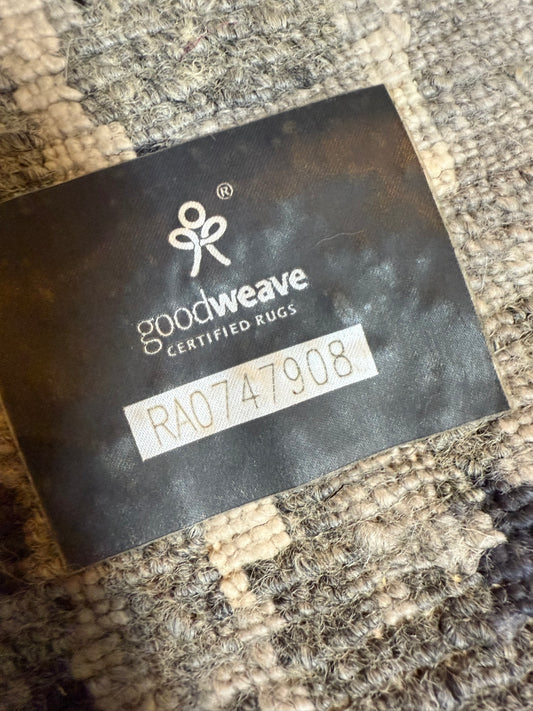 ®
goodweave
CERTIFIED RUGS
RA0747908